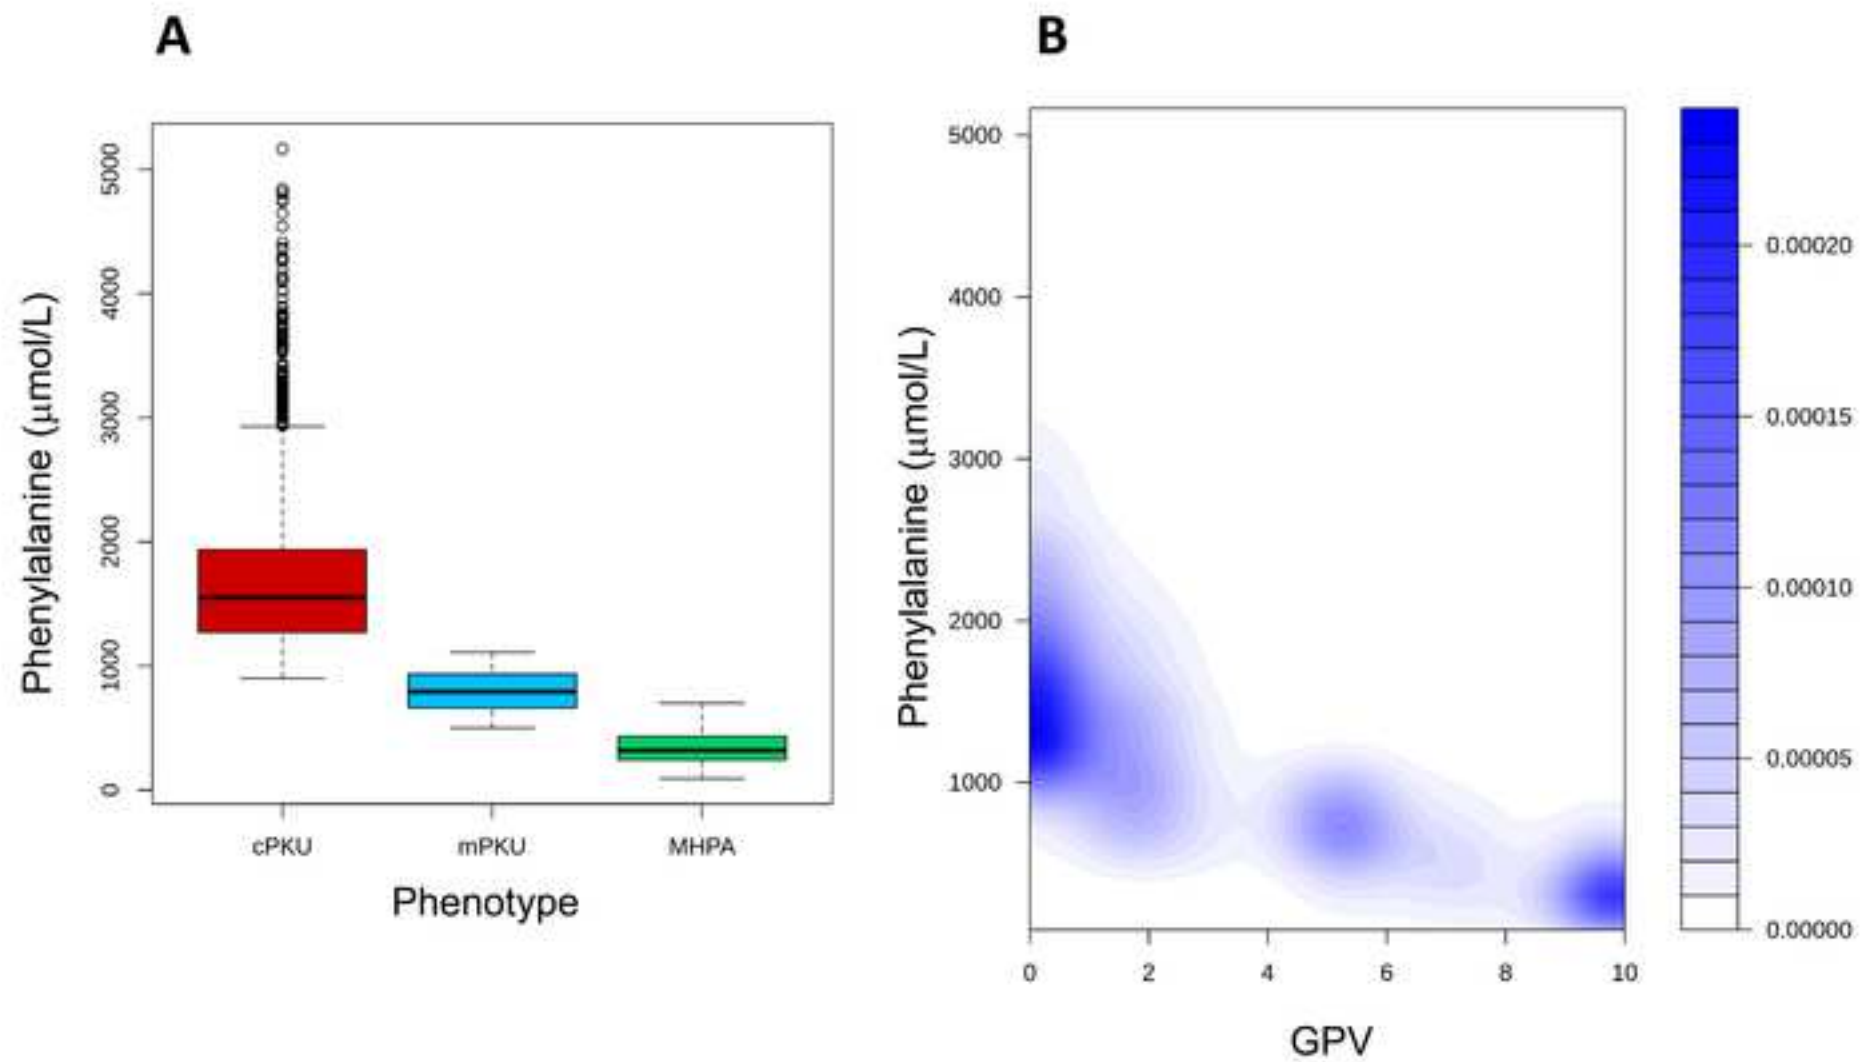 A
Phenylalanine (μmol/L)
5000
4000
3000
2000
1000
0
cPKU mPKU MHPA
Phenotype
B
Phenylalanine (μmol/L)
5000
4000
3000
2000
1000
0 2 4 6 8 10
GPV
0.00020
0.00015
0.00010
0.00005
0.00000